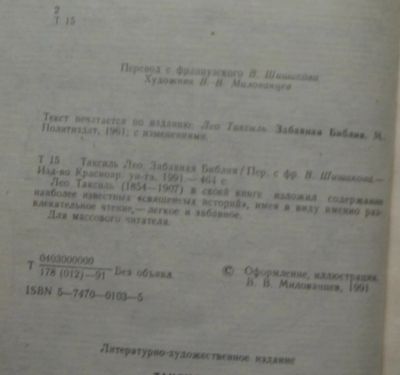 2
Т 15
Перевод с французского В. Шишакова
Художник В. В. Милованцев
Текст печатается по изданию: Лео Таксиль Забавная Библия, М.
Политиздат, 1961; с изменениями.
Т 15 Таксиль Лео. Забавная Библия / Пер. с фр. В. Шишакова.—
Изд-во Краснояр. ун-та, 1991.— 464 с.
Лео Таксиль (1854—1907) в своей книге изложил содержание
наиболее известных «священных историй», имея в виду именно раз-
влекательное чтение,— легкое и забавное.
Для массового читателя.
Т 0403000000
178 (012)—91 Без объявл.
© Оформление, иллюстрации.
В. В. Милованцев, 1991
ISBN 5—7470—0103—5
Литературно-художественное издание